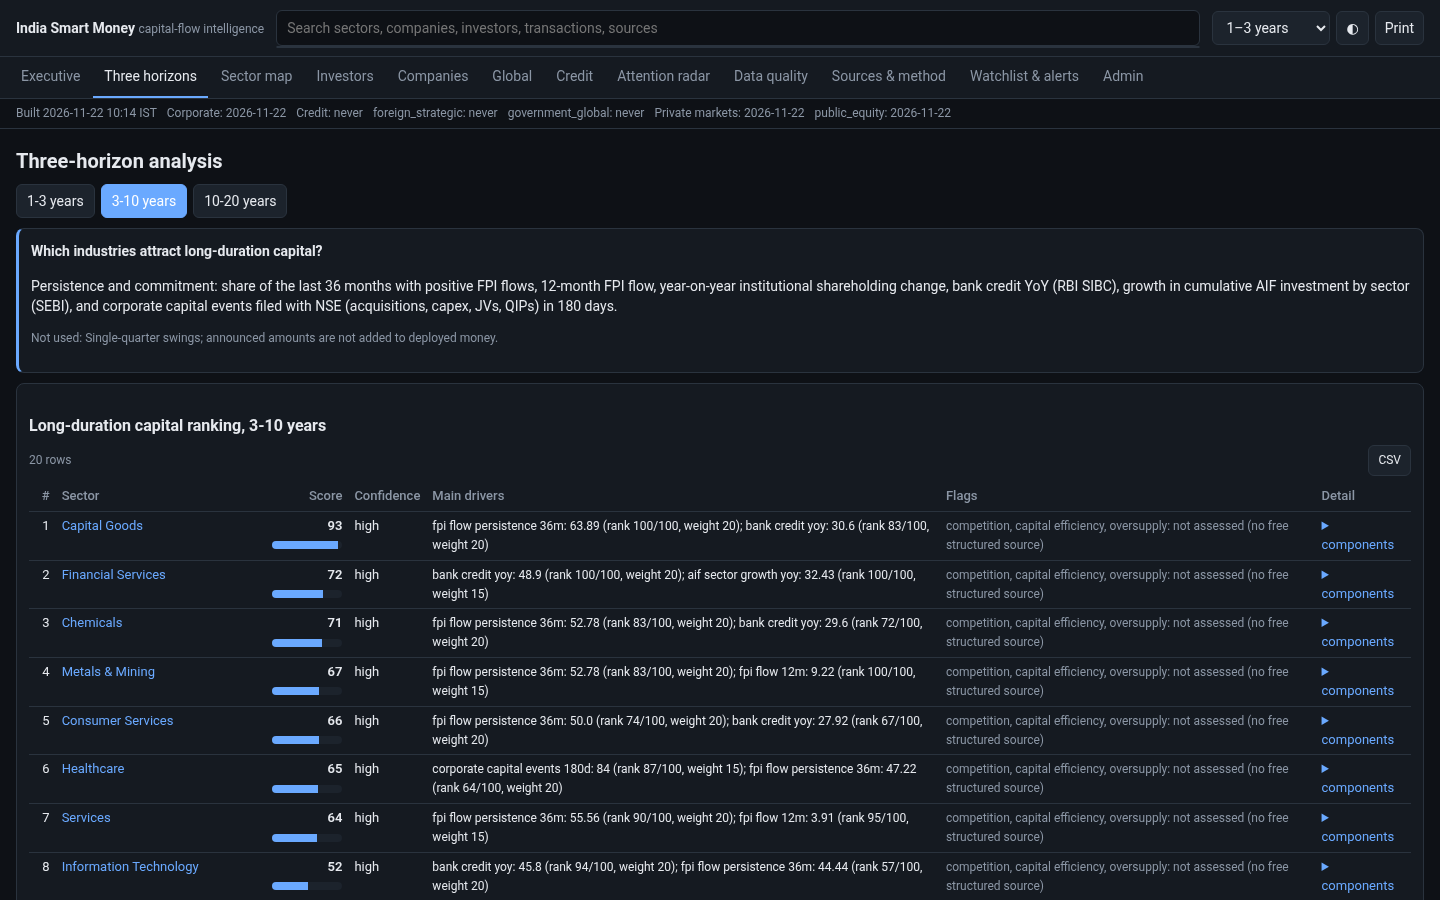 India Smart Money capital-flow intelligence
Search sectors, companies, investors, transactions, sources
1–3 years
Print
Executive Three horizons Sector map Investors Companies Global Credit Attention radar Data quality Sources & method Watchlist & alerts Admin
Built 2026-11-22 10:14 IST Corporate: 2026-11-22 Credit: never foreign_strategic: never government_global: never Private markets: 2026-11-22 public_equity: 2026-11-22
Three-horizon analysis
1-3 years 3-10 years 10-20 years
Which industries attract long-duration capital?
Persistence and commitment: share of the last 36 months with positive FPI flows, 12-month FPI flow, year-on-year institutional shareholding change, bank credit YoY (RBI SIBC), growth in cumulative AIF investment by sector
(SEBI), and corporate capital events filed with NSE (acquisitions, capex, JVs, QIPs) in 180 days.
Not used: Single-quarter swings; announced amounts are not added to deployed money.
Long-duration capital ranking, 3-10 years
20 rows
CSV
# Sector Score Confidence Main drivers Flags Detail
1 Capital Goods 93 high fpi flow persistence 36m: 63.89 (rank 100/100, weight 20); bank credit yoy: 30.6 (rank 83/100, competition, capital efficiency, oversupply: not assessed (no free
weight 20) structured source) components
2 Financial Services 72 high bank credit yoy: 48.9 (rank 100/100, weight 20); aif sector growth yoy: 32.43 (rank 100/100, competition, capital efficiency, oversupply: not assessed (no free
weight 15) structured source) components
3 Chemicals 71 high fpi flow persistence 36m: 52.78 (rank 83/100, weight 20); bank credit yoy: 29.6 (rank 72/100, competition, capital efficiency, oversupply: not assessed (no free
weight 20) structured source) components
4 Metals & Mining 67 high fpi flow persistence 36m: 52.78 (rank 83/100, weight 20); fpi flow 12m: 9.22 (rank 100/100, competition, capital efficiency, oversupply: not assessed (no free
weight 15) structured source) components
5 Consumer Services 66 high fpi flow persistence 36m: 50.0 (rank 74/100, weight 20); bank credit yoy: 27.92 (rank 67/100, competition, capital efficiency, oversupply: not assessed (no free
weight 20) structured source) components
6 Healthcare 65 high corporate capital events 180d: 84 (rank 87/100, weight 15); fpi flow persistence 36m: 47.22 competition, capital efficiency, oversupply: not assessed (no free
(rank 64/100, weight 20) structured source) components
7 Services 64 high fpi flow persistence 36m: 55.56 (rank 90/100, weight 20); fpi flow 12m: 3.91 (rank 95/100, competition, capital efficiency, oversupply: not assessed (no free
weight 15) structured source) components
8 Information Technology 52 high bank credit yoy: 45.8 (rank 94/100, weight 20); fpi flow persistence 36m: 44.44 (rank 57/100, competition, capital efficiency, oversupply: not assessed (no free
weight 20) structured source) components